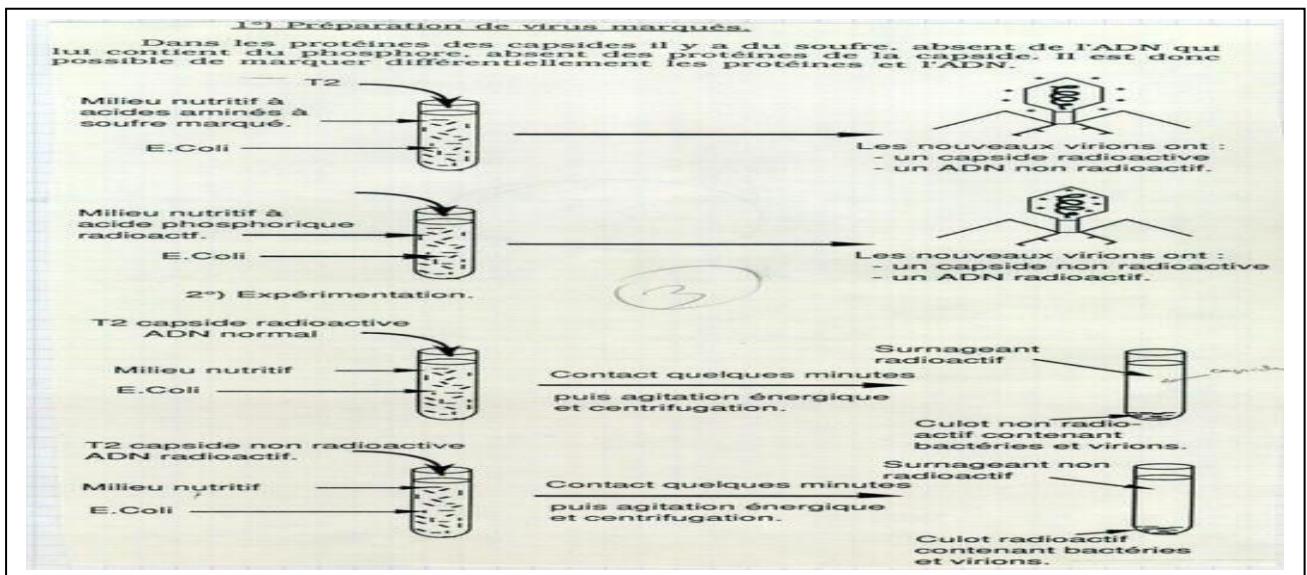 1°) Préparation de virus marqués.
Dans les protéines des capsides il y a du soufre, absent de l'ADN qui
lui contient du phosphore, absent des protéines de la capside. Il est donc
possible de marquer différentiellement les protéines et l'ADN.
T2
Milieu nutritif à
acides aminés à
soufre marqué.
E.Coli
Les nouveaux virions ont :
- un capside radioactive
- un ADN non radioactif.
Milieu nutritif à
acide phosphorique
radioactf.
E.Coli
Les nouveaux virions ont :
- un capside non radioactive
- un ADN radioactif.
3
2°) Expérimentation.
T2 capside radioactive
ADN normal
Milieu nutritif
E.Coli
Contact quelques minutes
puis agitation énergique
et centrifugation.
Surnageant
radioactif
Culot non radio-
actif contenant
bactéries et virions.
T2 capside non radioactive
ADN radioactif.
Milieu nutritif
E.Coli
Contact quelques minutes
puis agitation énergique
et centrifugation.
Surnageant non
radioactif
Culot radioactif
contenant bactéries
et virions.